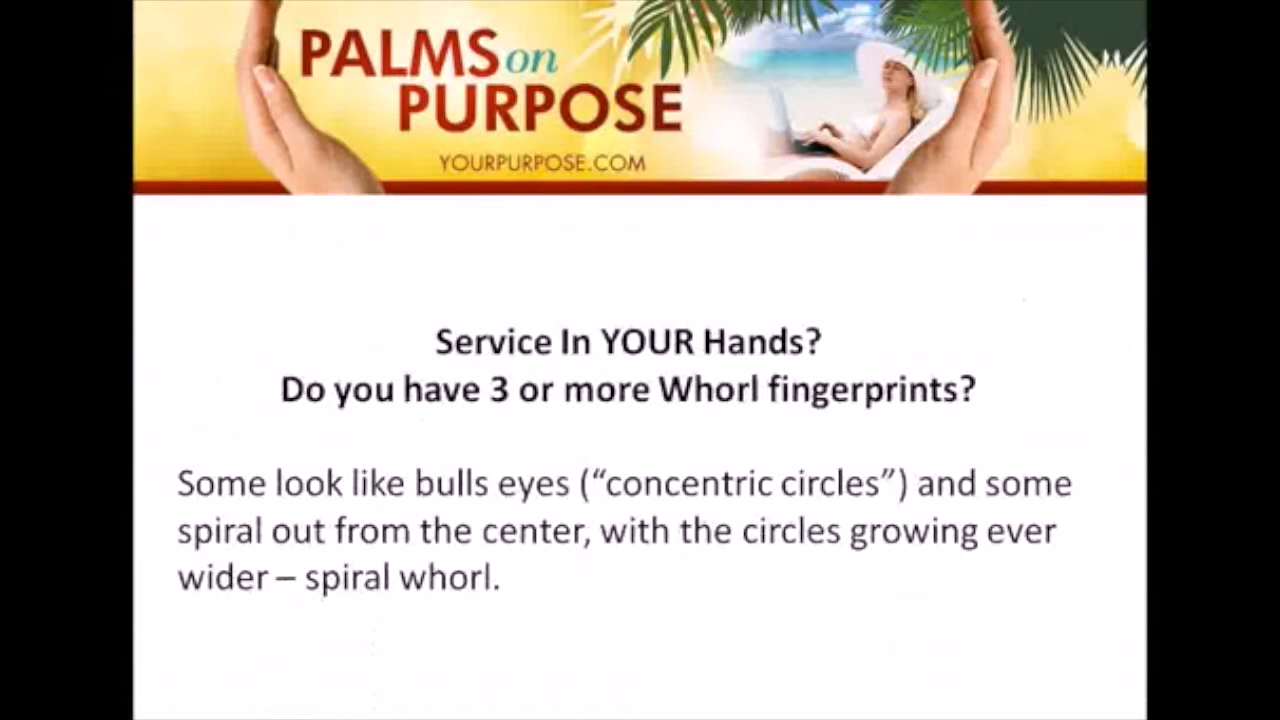 PALMS on
PURPOSE
YOURPURPOSE.COM
Service In YOUR Hands?
Do you have 3 or more Whorl fingerprints?
Some look like bulls eyes (“concentric circles”) and some
spiral out from the center, with the circles growing ever
wider – spiral whorl.